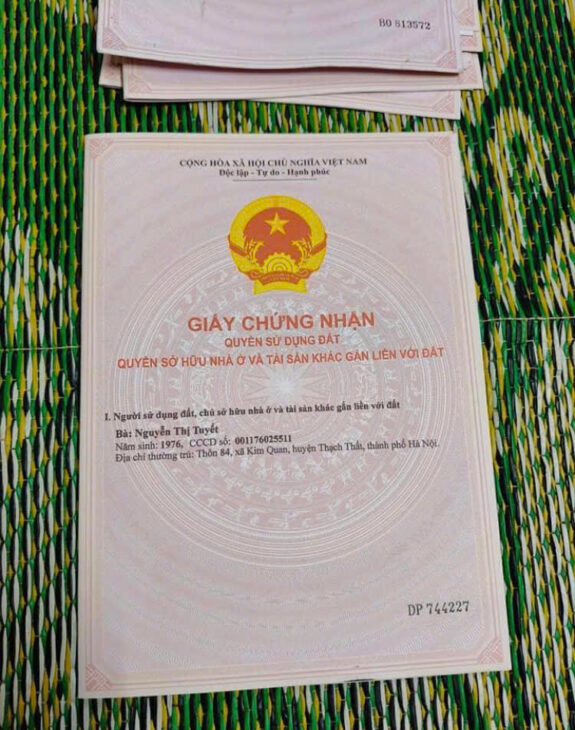 BO 813572
CỘNG HÒA XÃ HỘI CHỦ NGHĨA VIỆT NAM
Độc lập - Tự do - Hạnh phúc
GIẤY CHỨNG NHẬN
QUYỀN SỬ DỤNG ĐẤT
QUYỀN SỞ HỮU NHÀ Ở VÀ TÀI SẢN KHÁC GẮN LIỀN VỚI ĐẤT
I. Người sử dụng đất, chủ sở hữu nhà ở và tài sản khác gắn liền với đất
Bà: Nguyễn Thị Tuyết
Năm sinh: 1976, CCCD số: 001176025511
Địa chỉ thường trú: Thôn 84, xã Kim Quan, huyện Thạch Thất, thành phố Hà Nội.
DP 744227